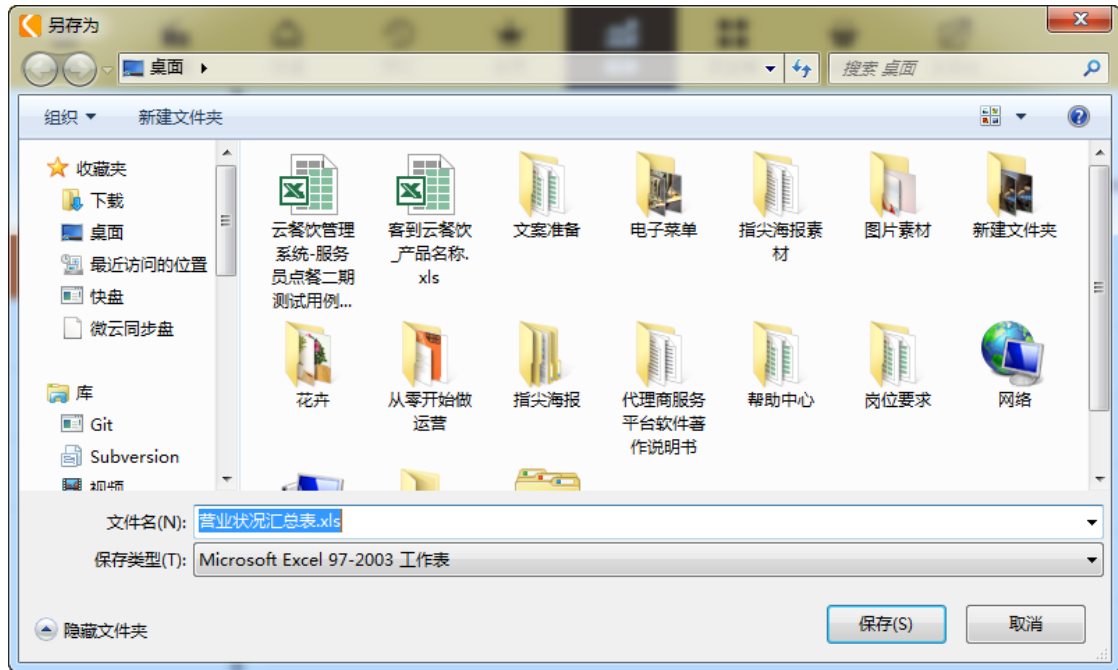 另存为
桌面
搜索 桌面
组织
新建文件夹
收藏夹
下载
桌面
最近访问的位置
快盘
微云同步盘
库
Git
Subversion
视频
云餐饮管理
系统-服务
员点餐二期
测试用例...
客到云餐饮
_产品名称.
xls
文案准备
电子菜单
指尖海报素
材
图片素材
新建文件夹
花卉
从零开始做
运营
指尖海报
代理商服务
平台软件著
作说明书
帮助中心
岗位要求
网络
文件名(N): 营业状况汇总表.xls
保存类型(T): Microsoft Excel 97-2003 工作表
隐藏文件夹
保存(S)
取消